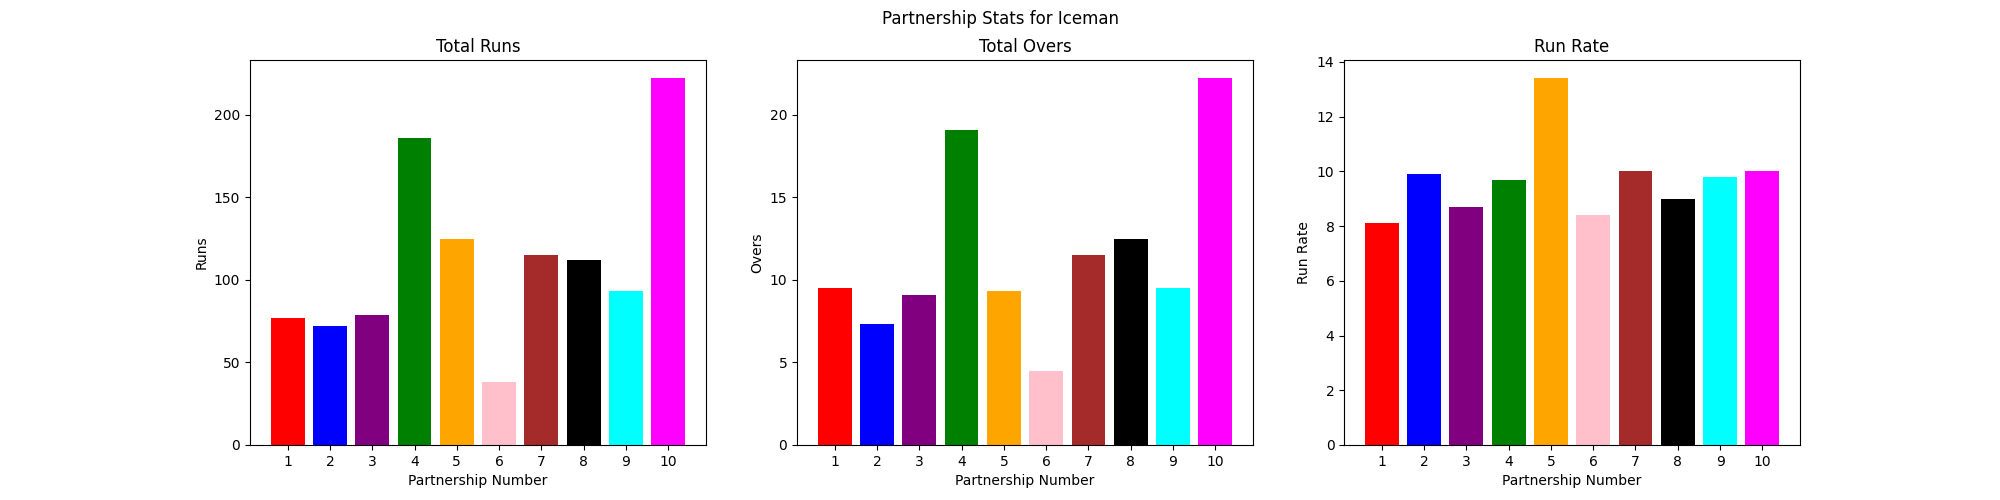 Partnership Stats for Iceman
Total Runs
Runs
200
150
100
50
0
1 2 3 4 5 6 7 8 9 10
Partnership Number
Total Overs
Overs
20
15
10
5
0
1 2 3 4 5 6 7 8 9 10
Partnership Number
Run Rate
Run Rate
14
12
10
8
6
4
2
0
1 2 3 4 5 6 7 8 9 10
Partnership Number